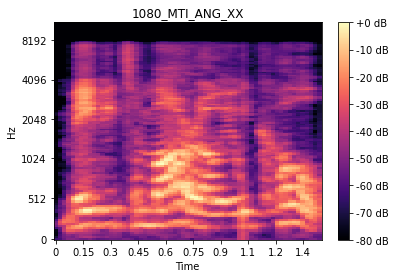 1080_MTI_ANG_XX
+0 dB
8192
-10 dB
4096
-20 dB
-30 dB
2048
Hz
-40 dB
1024
-50 dB
512
-60 dB
-70 dB
0
-80 dB
0 0.15 0.3 0.45 0.6 0.75 0.9 1.1 1.2 1.4
Time